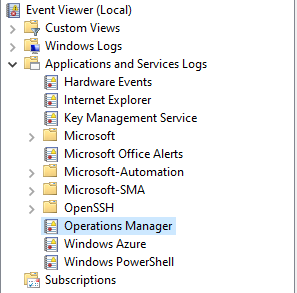 Event Viewer (Local)
Custom Views
Windows Logs
Applications and Services Logs
Hardware Events
Internet Explorer
Key Management Service
Microsoft
Microsoft Office Alerts
Microsoft-Automation
Microsoft-SMA
OpenSSH
Operations Manager
Windows Azure
Windows PowerShell
Subscriptions